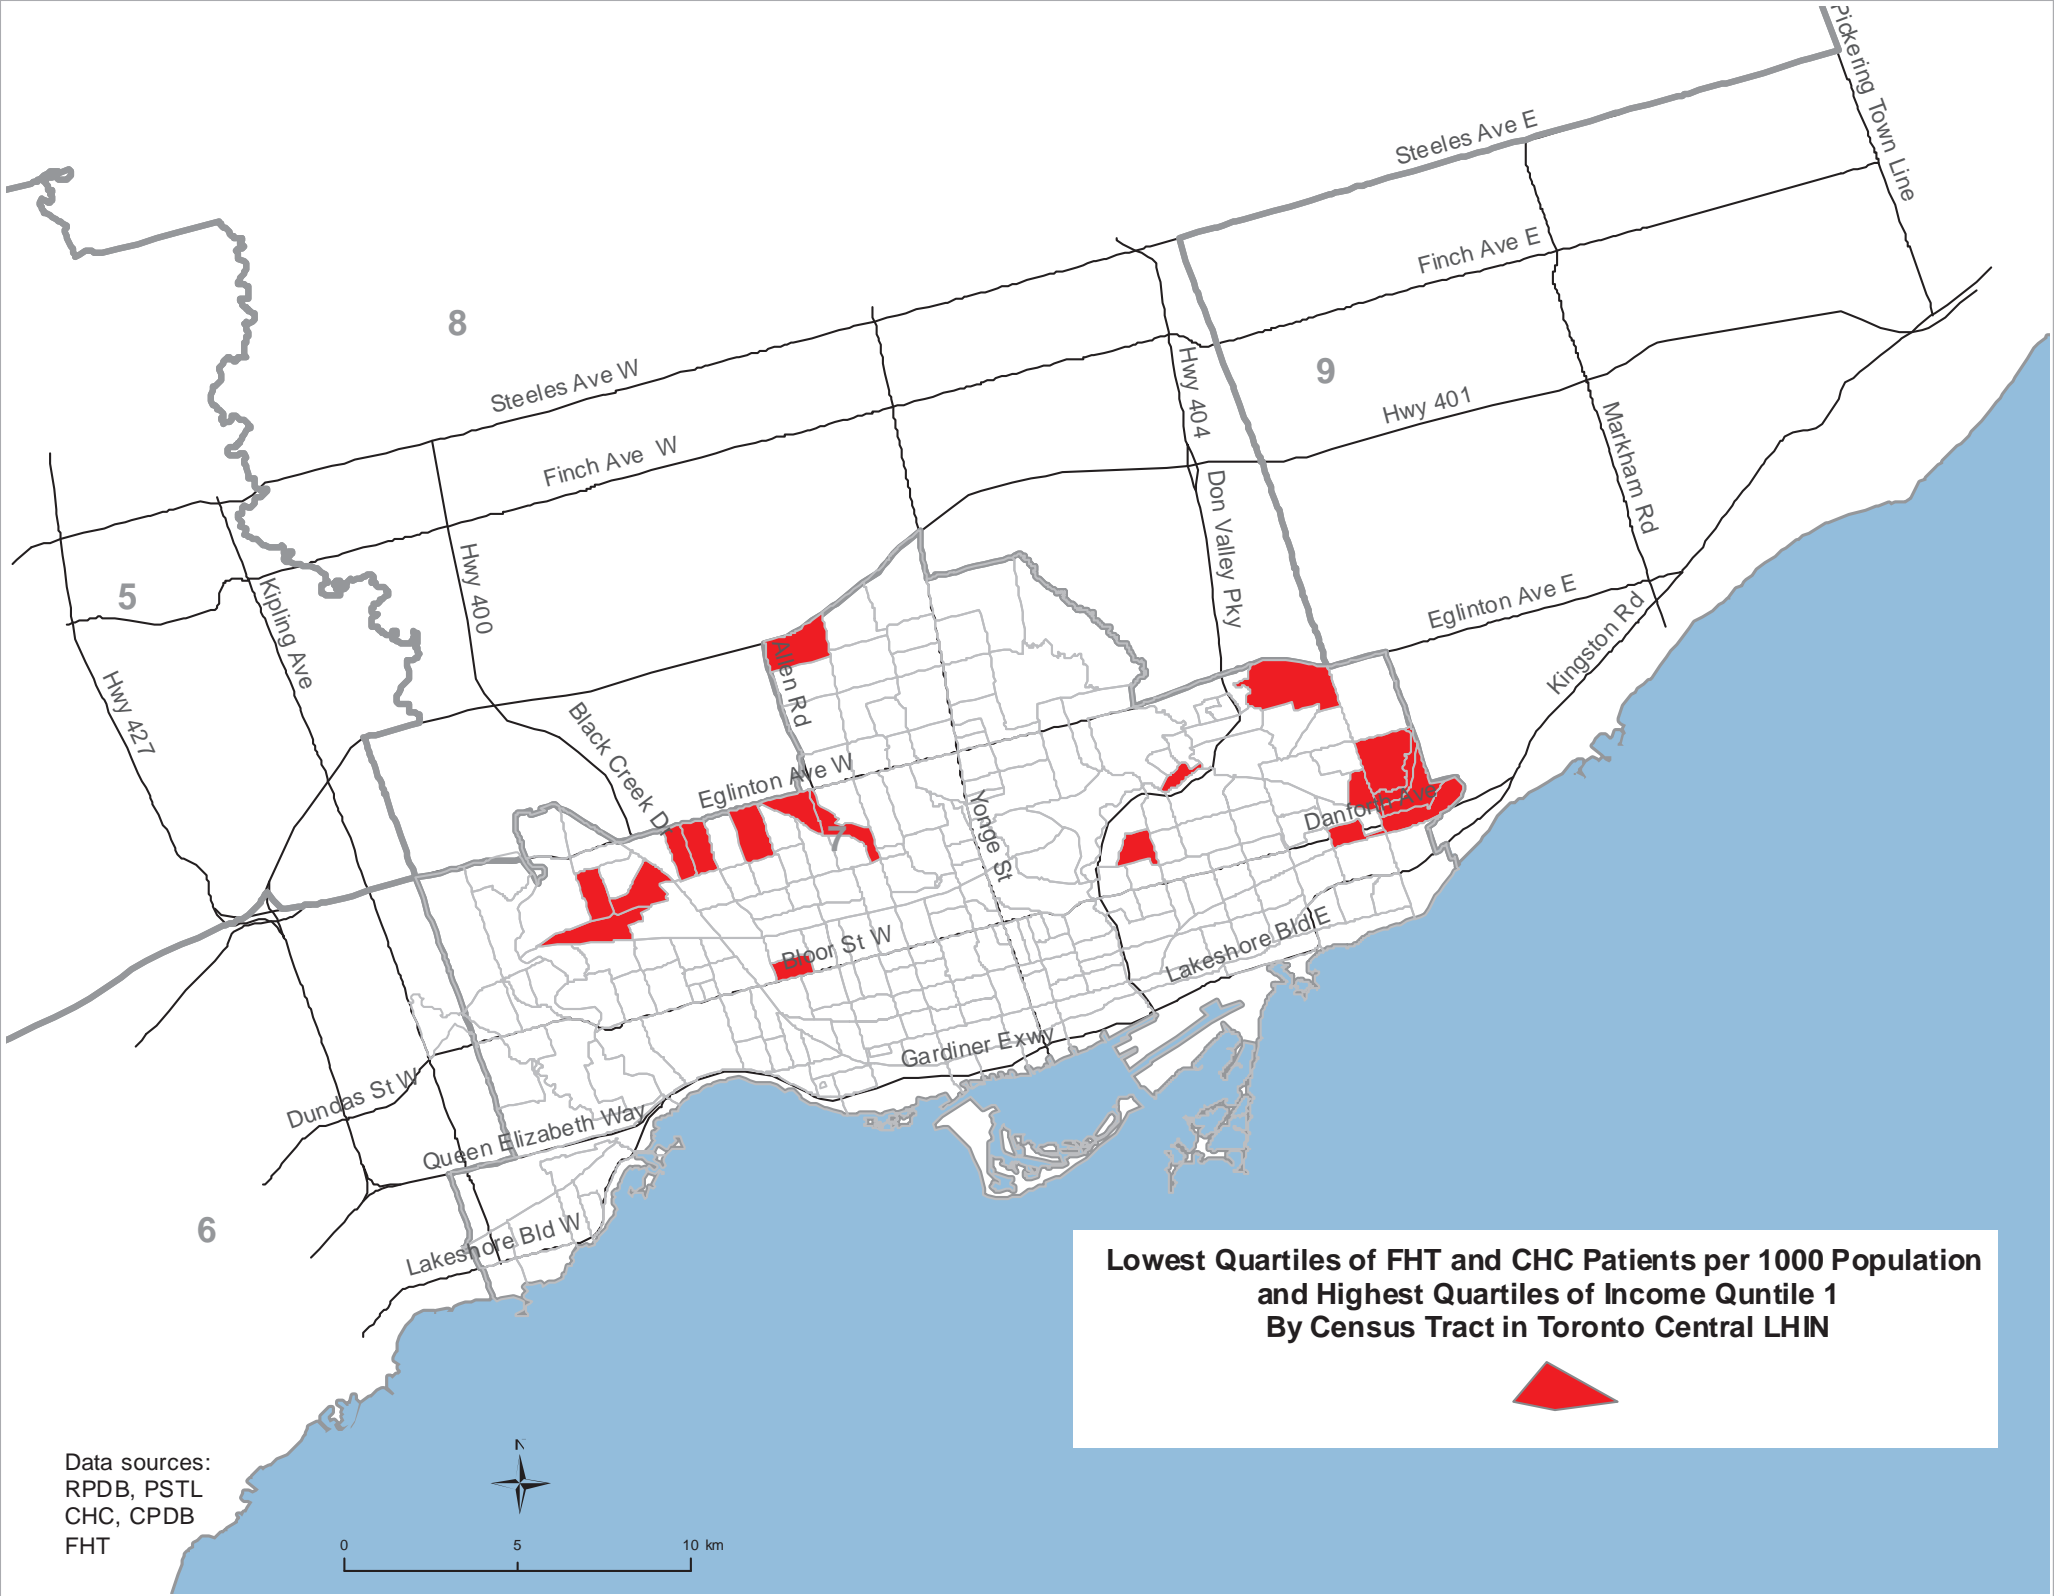 Pickering Town Line
Steeles Ave E
Finch Ave E
8
9
Hwy 404
Steeles Ave W
Hwy 401
Markham Rd
Finch Ave W
Don Valley Pky
5
Hwy 400
Kipling Ave
Eglinton Ave E
Kingston Rd
Allen Rd
Hwy 427
Black Creek Dr
Eglinton Ave W
Yonge St
Danforth Ave
7
Bloor St W
Lakeshore Bld E
Gardiner Exwy
Dundas St W
Queen Elizabeth Way
6
Lakeshore Bld W
Lowest Quartiles of FHT and CHC Patients per 1000 Population
and Highest Quartiles of Income Quntile 1
By Census Tract in Toronto Central LHIN
Data sources:
RPDB, PSTL
CHC, CPDB
FHT
N
0 5 10 km